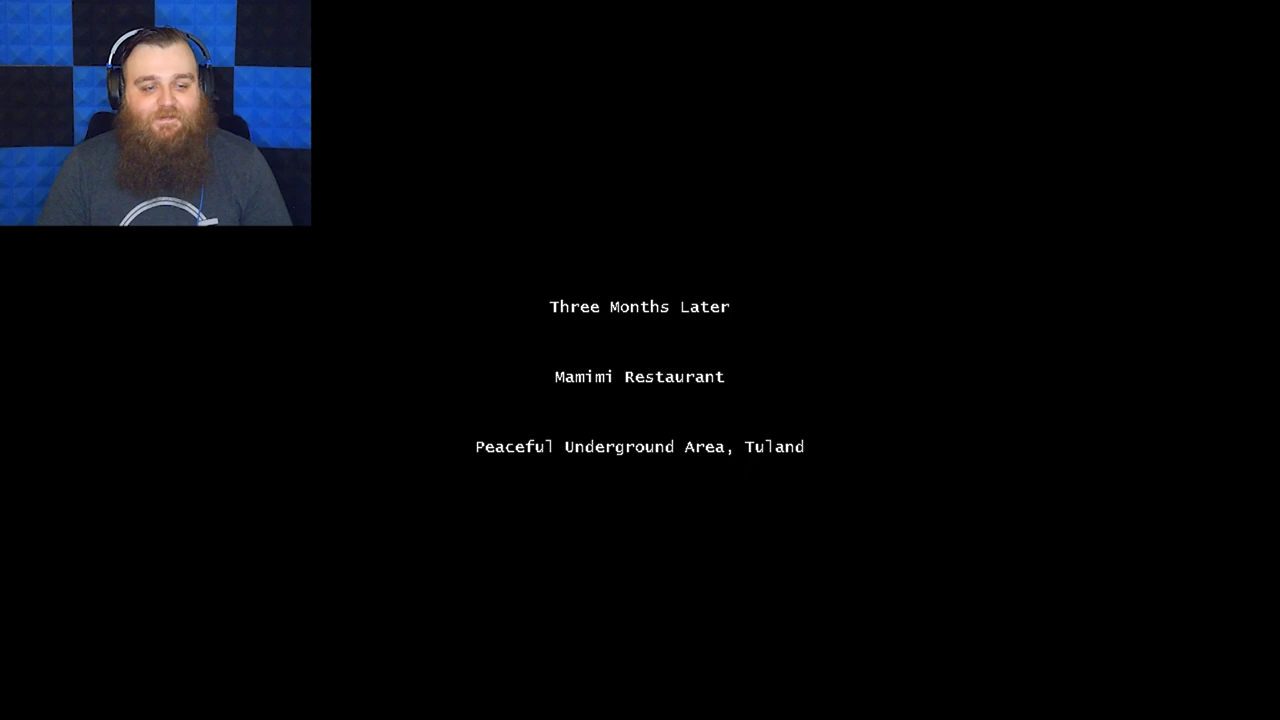 Three Months Later
Mamimi Restaurant
Peaceful Underground Area, Tuland